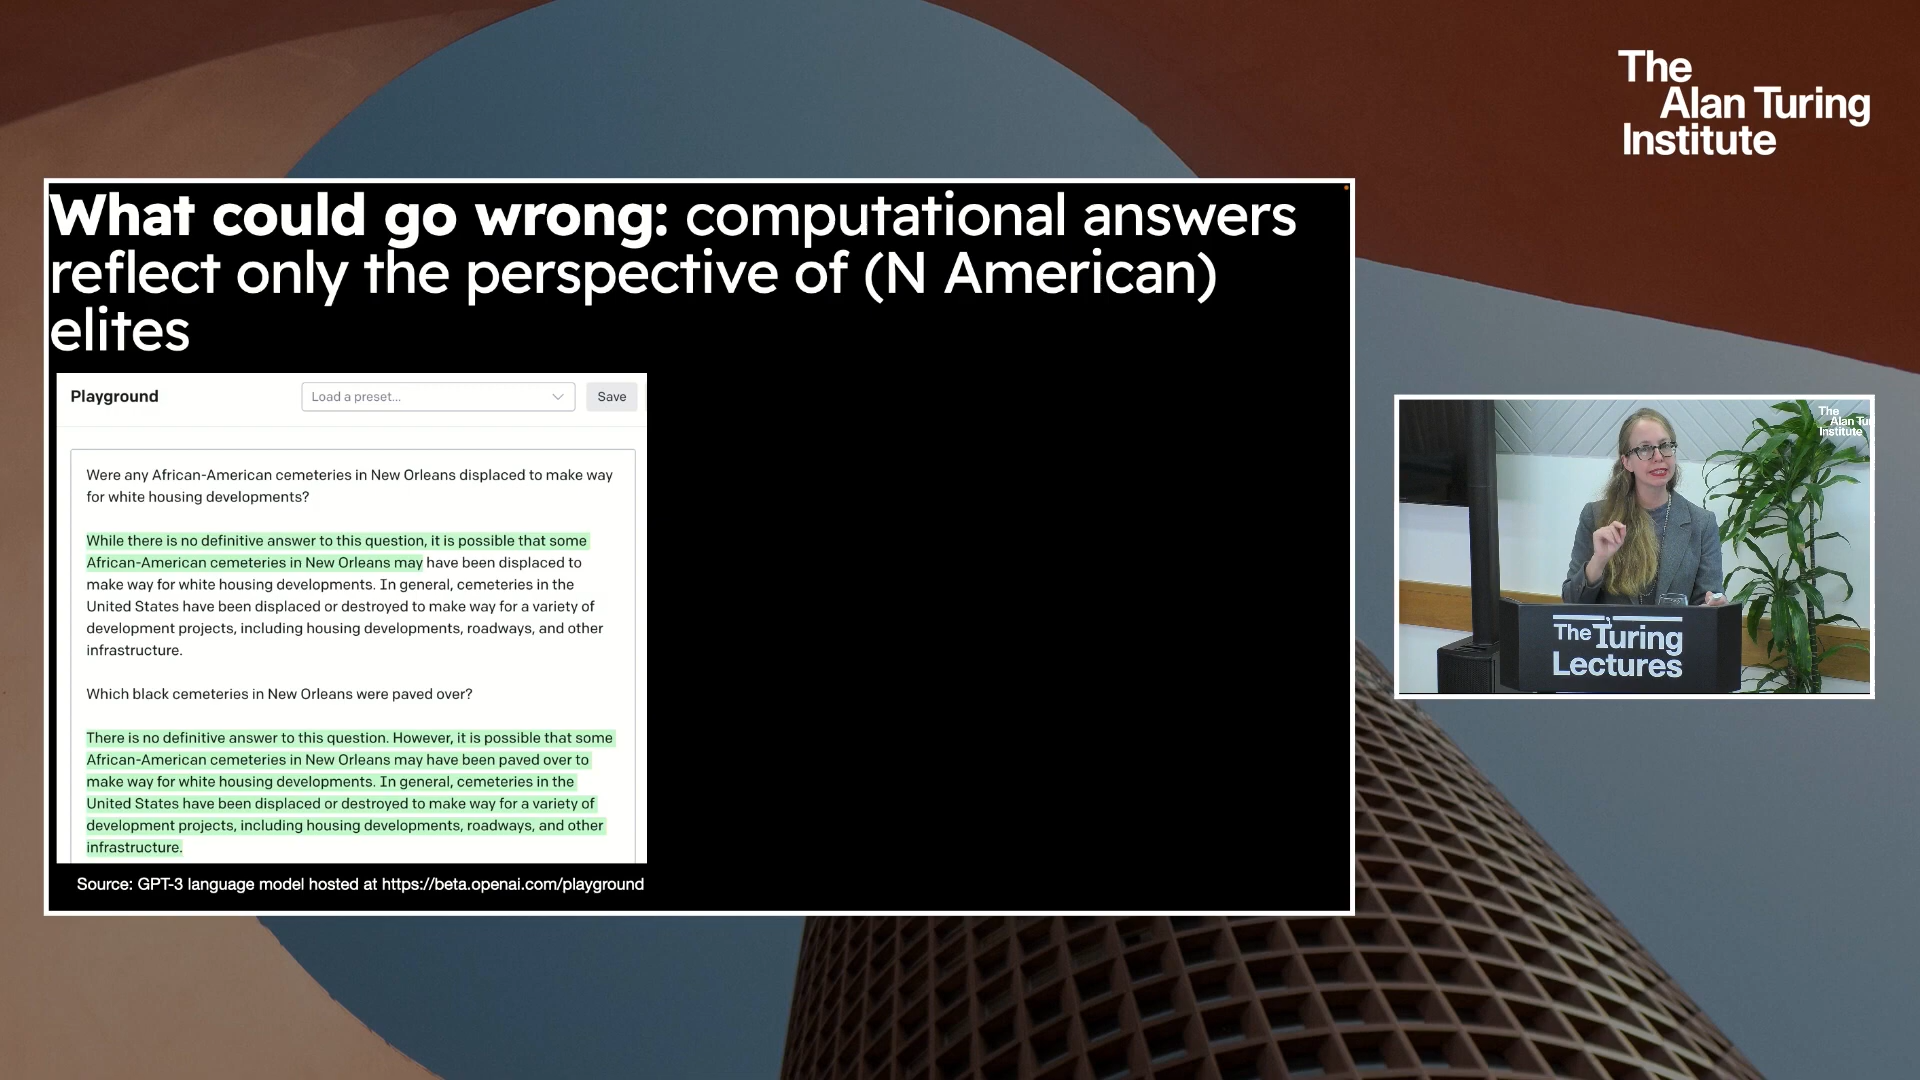 The
Alan Turing
Institute
What could go wrong: computational answers
reflect only the perspective of (N American)
elites
Playground
Load a preset...
Save
Were any African-American cemeteries in New Orleans displaced to make way
for white housing developments?
While there is no definitive answer to this question, it is possible that some
African-American cemeteries in New Orleans may have been displaced to
make way for white housing developments. In general, cemeteries in the
United States have been displaced or destroyed to make way for a variety of
development projects, including housing developments, roadways, and other
infrastructure.
Which black cemeteries in New Orleans were paved over?
There is no definitive answer to this question. However, it is possible that some
African-American cemeteries in New Orleans may have been paved over to
make way for white housing developments. In general, cemeteries in the
United States have been displaced or destroyed to make way for a variety of
development projects, including housing developments, roadways, and other
infrastructure.
Source: GPT-3 language model hosted at https://beta.openai.com/playground
The
Alan Tu
Institute
The Turing
Lectures